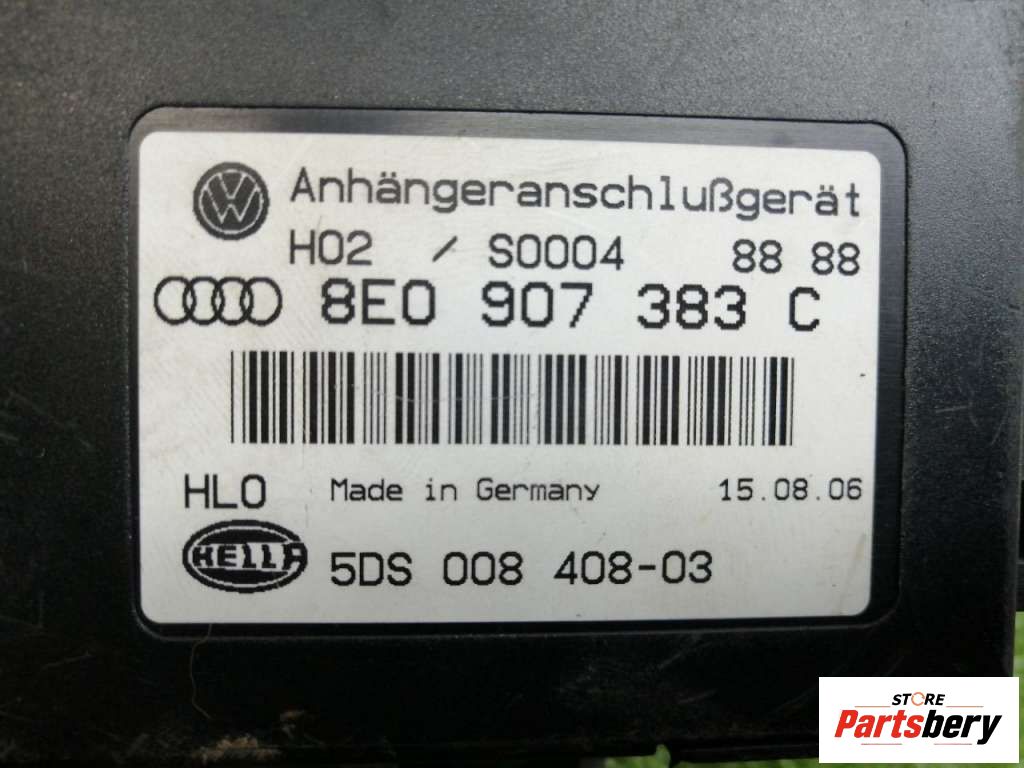 VW Anhängeranschlußgerät
H02 / S0004 88 88
8E0 907 383 C
HLO Made in Germany 15.08.06
HELLA 5DS 008 408-03
STORE
Partsbery